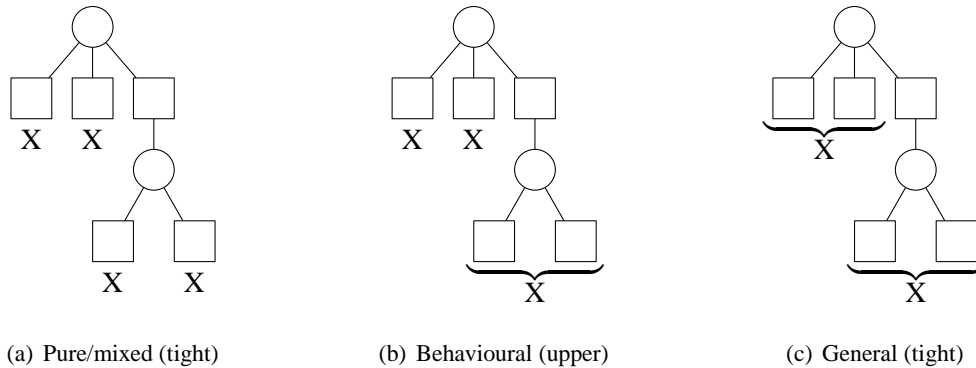 X X
X X
(a) Pure/mixed (tight)
X X
X
(b) Behavioural (upper)
X
X
(c) General (tight)